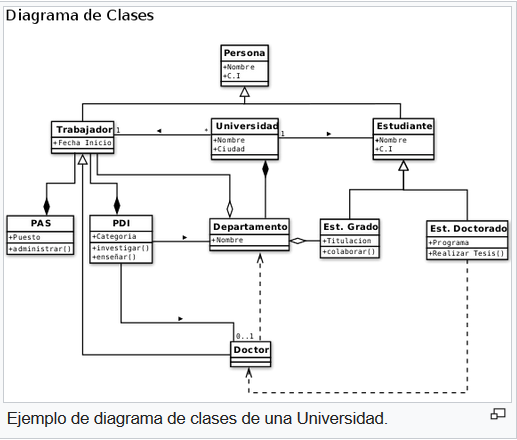 Diagrama de Clases
Persona
+Nombre
+C.I
Trabajador
+Fecha Inicio
1
*
Universidad
+Nombre
+Ciudad
1
Estudiante
+Nombre
+C.I
PAS
+Puesto
+administrar()
PDI
+Categoria
+investigar()
+enseñar()
Departamento
+Nombre
Est. Grado
+Titulacion
+colaborar()
Est. Doctorado
+Programa
+Realizar Tesis()
0..1
Doctor
Ejemplo de diagrama de clases de una Universidad.